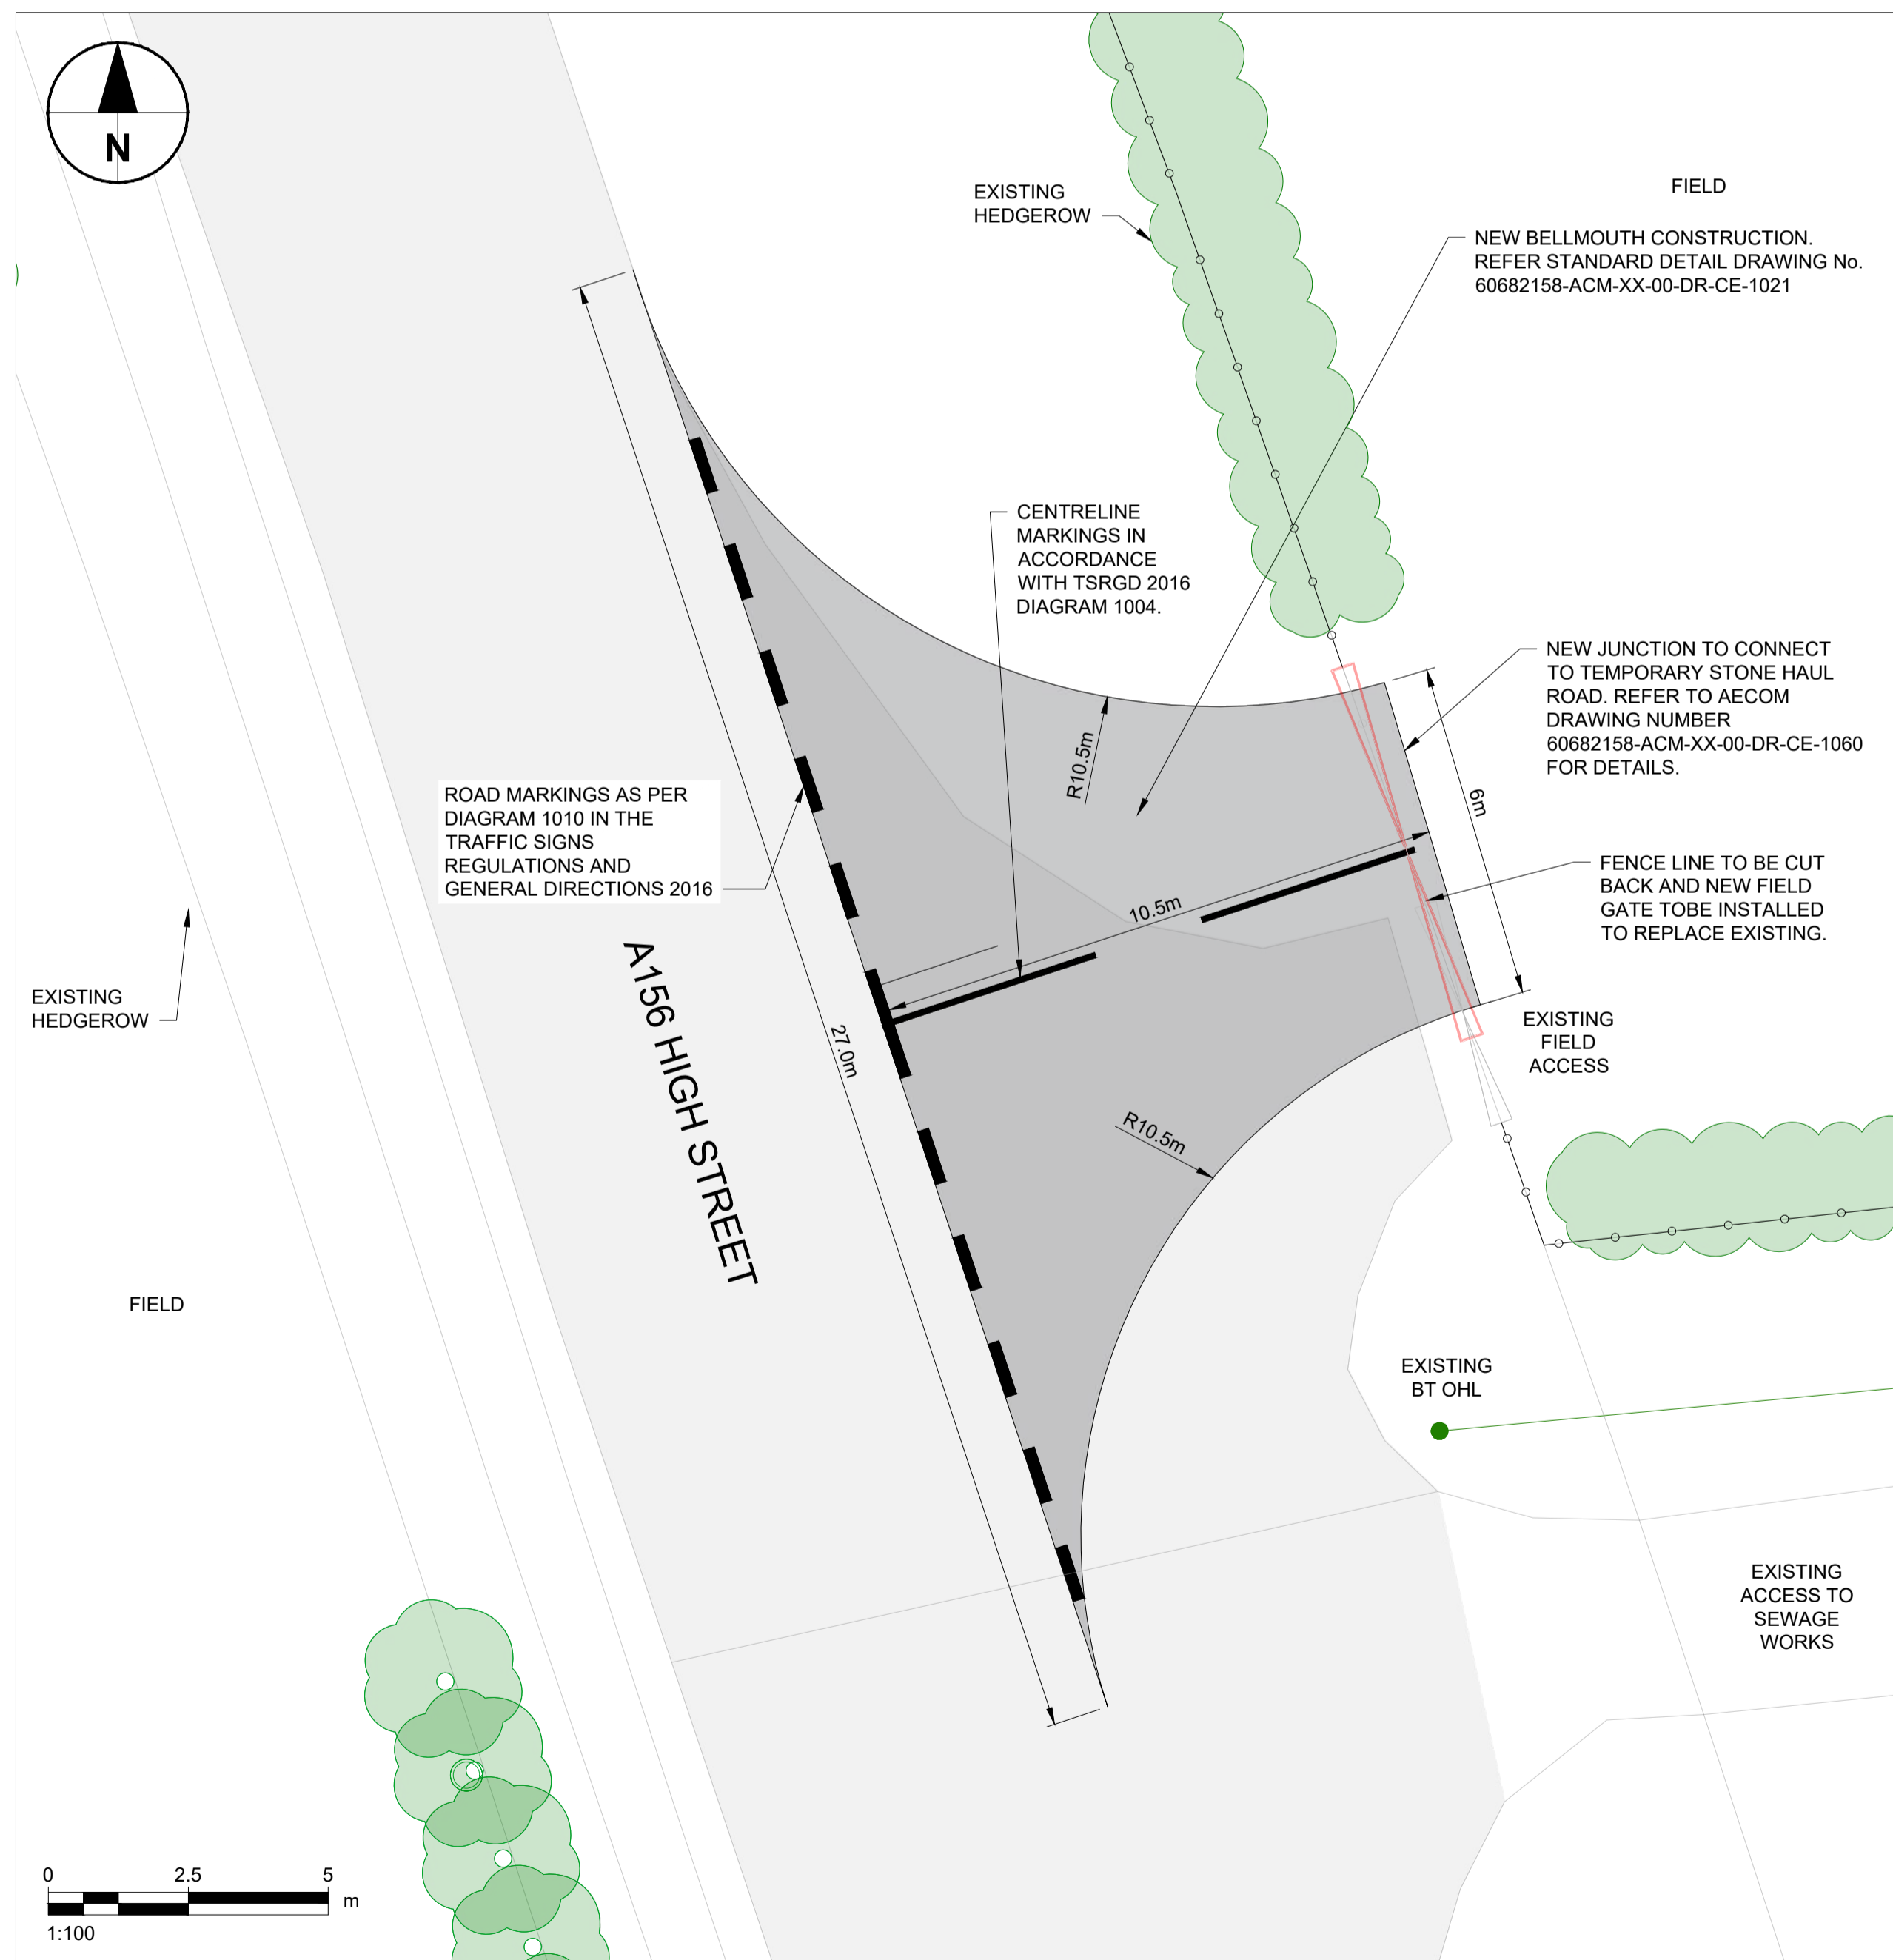 N
EXISTING
HEDGEROW
FIELD
NEW BELLMOUTH CONSTRUCTION.
REFER STANDARD DETAIL DRAWING No.
60682158-ACM-XX-00-DR-CE-1021
CENTRELINE
MARKINGS IN
ACCORDANCE
WITH TSRGD 2016
DIAGRAM 1004.
NEW JUNCTION TO CONNECT
TO TEMPORARY STONE HAUL
ROAD. REFER TO AECOM
DRAWING NUMBER
60682158-ACM-XX-00-DR-CE-1060
FOR DETAILS.
R10.5m
6m
ROAD MARKINGS AS PER
DIAGRAM 1010 IN THE
TRAFFIC SIGNS
REGULATIONS AND
GENERAL DIRECTIONS 2016
FENCE LINE TO BE CUT
BACK AND NEW FIELD
GATE TOBE INSTALLED
TO REPLACE EXISTING.
10.5m
A156 HIGH STREET
EXISTING
HEDGEROW
27.0m
EXISTING
FIELD
ACCESS
R10.5m
FIELD
EXISTING
BT OHL
EXISTING
ACCESS TO
SEWAGE
WORKS
0 2.5 5
m
1:100